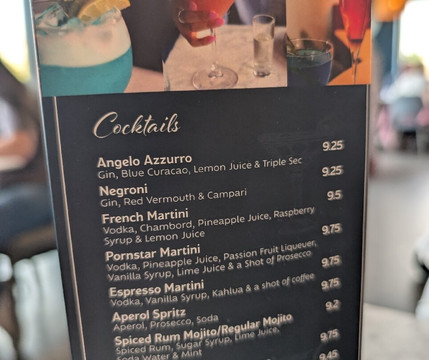 Cocktails
Angelo Azzurro 9.25
Gin, Blue Curacao, Lemon Juice & Triple Sec
Negroni 9.25
Gin, Red Vermouth & Campari
French Martini 9.5
Vodka, Chambord, Pineapple Juice, Raspberry
Syrup & Lemon Juice
Pornstar Martini 9.75
Vodka, Pineapple Juice, Passion Fruit Liqueuer,
Vanilla Syrup, Lime Juice & a Shot of Prosecco
Espresso Martini 9.75
Vodka, Vanilla Syrup, Kahlua & a shot of coffee
Aperol Spritz 9.75
Aperol, Prosecco, Soda
Spiced Rum Mojito/Regular Mojito 9.2
Spiced Rum, Sugar Syrup, Lime Juice,
Soda Water & Mint 9.75
9.45